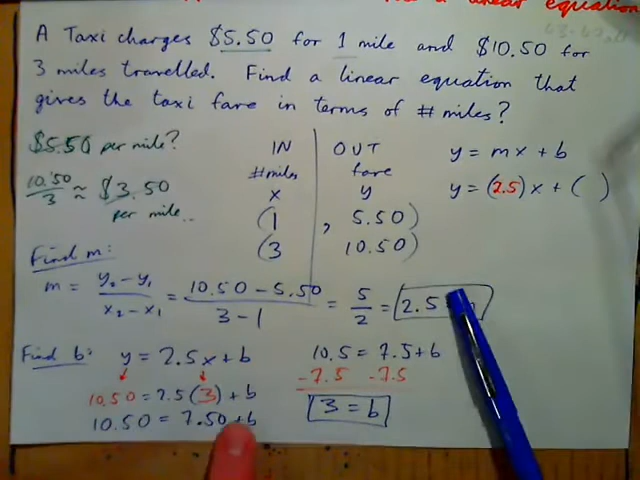 a linear equation
A Taxi charges $5.50 for 1 mile and $10.50 for
3 miles travelled. Find a linear equation that
gives the taxi fare in terms of # miles?
$5.50 per mile?
10.50/3 ≈ $3.50
per mile..
IN | OUT
#miles | fare
x | y
(1 , 5.50)
(3 10.50)
y = mx + b
y = (2.5)x + ( )
Find m:
m = (y₂ - y₁)/(x₂ - x₁) = (10.50 - 5.50)/(3 - 1) = 5/2 = 2.5
Find b: y = 2.5x + b
10.50 = 2.5(3) + b
10.50 = 7.50 + b
10.5 = 7.5 + b
-7.5 -7.5
3 = b